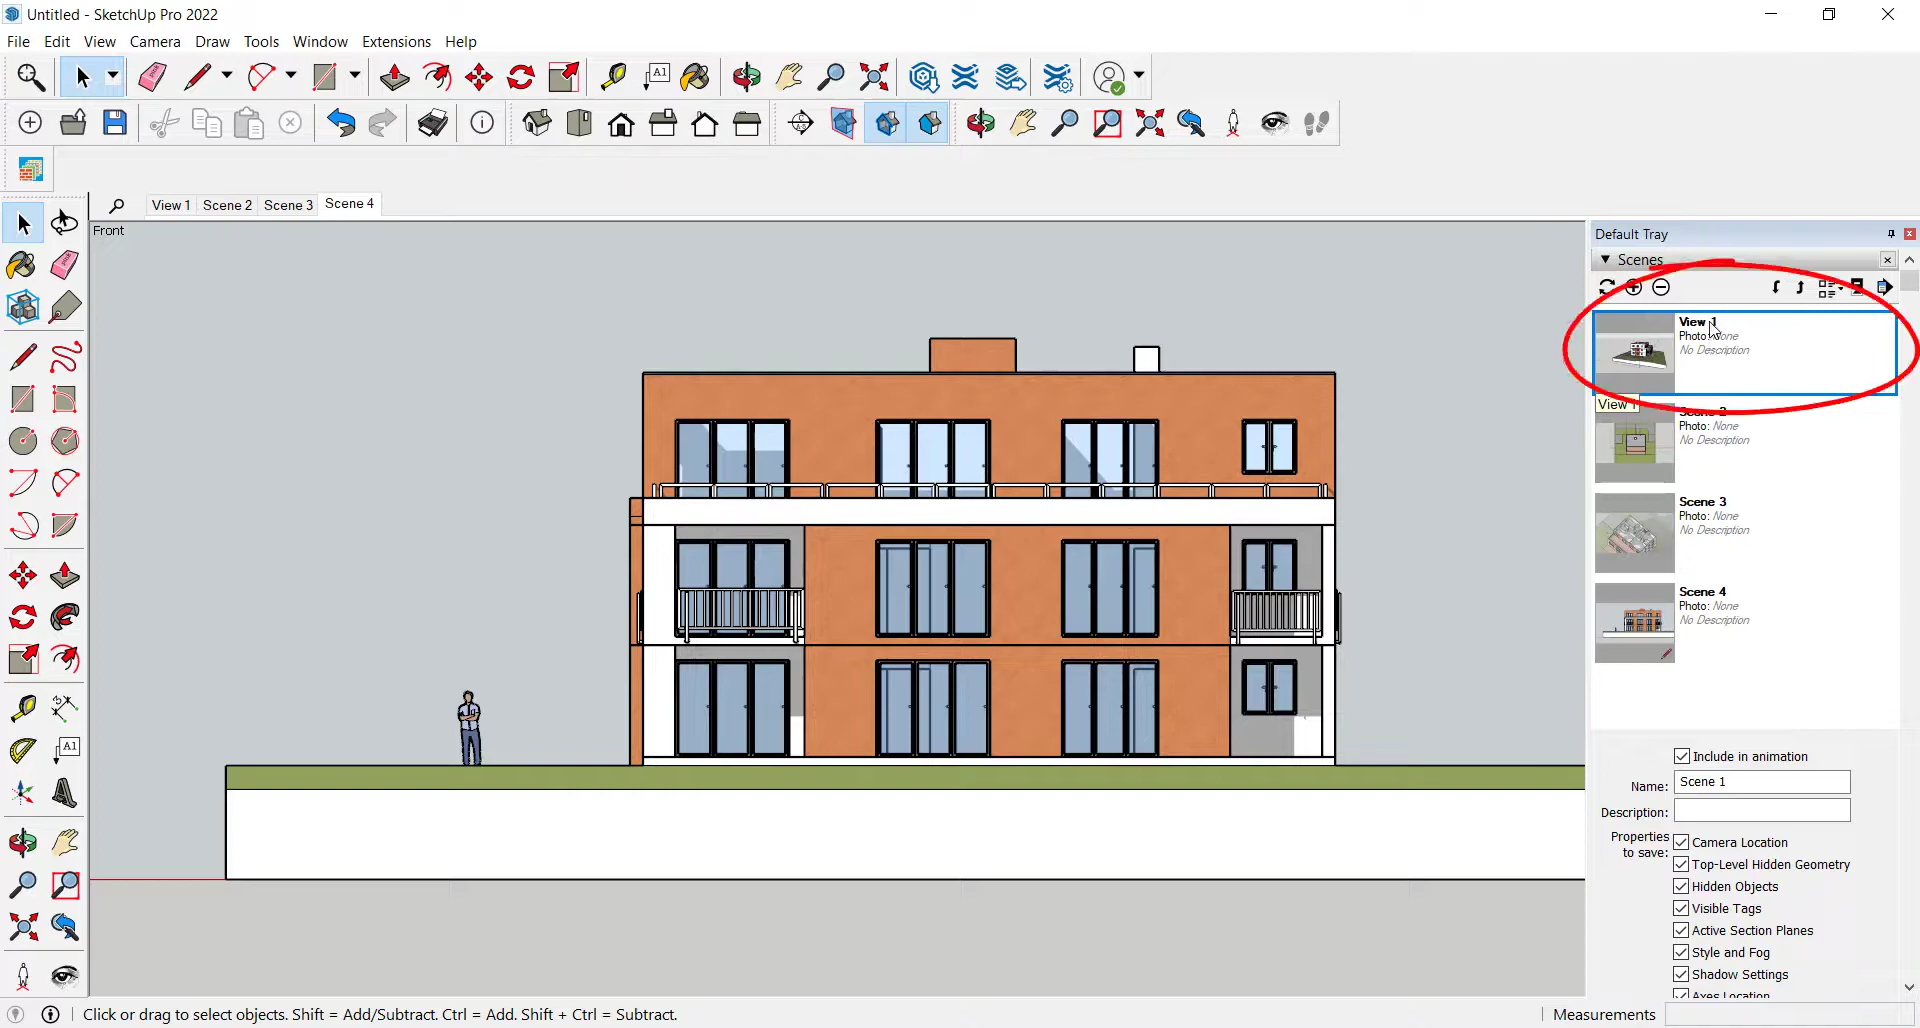 Untitled - SketchUp Pro 2022
File Edit View Camera Draw Tools Window Extensions Help
A1
View 1 Scene 2 Scene 3 Scene 4
Front
Default Tray
Scenes
View 1
Photo: None
No Description
View 1
Scene 2
Photo: None
No Description
Scene 3
Photo: None
No Description
Scene 4
Photo: None
No Description
A1
Include in animation
Name: Scene 1
Description:
Properties to save:
Camera Location
Top-Level Hidden Geometry
Hidden Objects
Visible Tags
Active Section Planes
Style and Fog
Shadow Settings
Axes Location
Click or drag to select objects. Shift = Add/Subtract. Ctrl = Add. Shift + Ctrl = Subtract.
Measurements